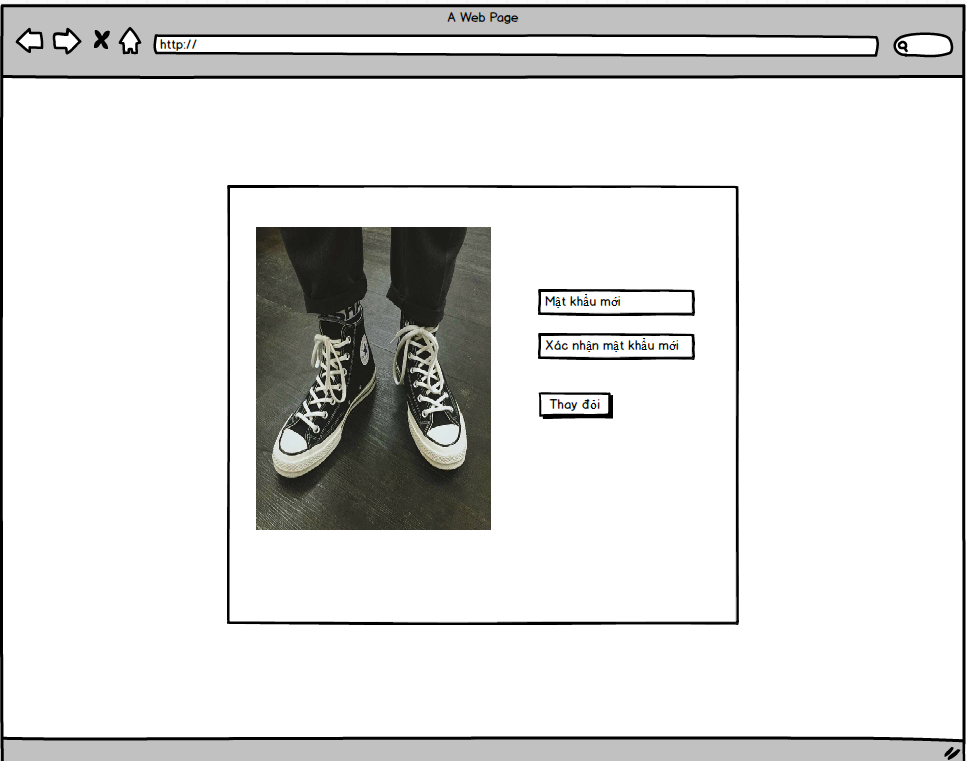 A Web Page
http://
Mật khẩu mới
Xác nhận mật khẩu mới
Thay đổi